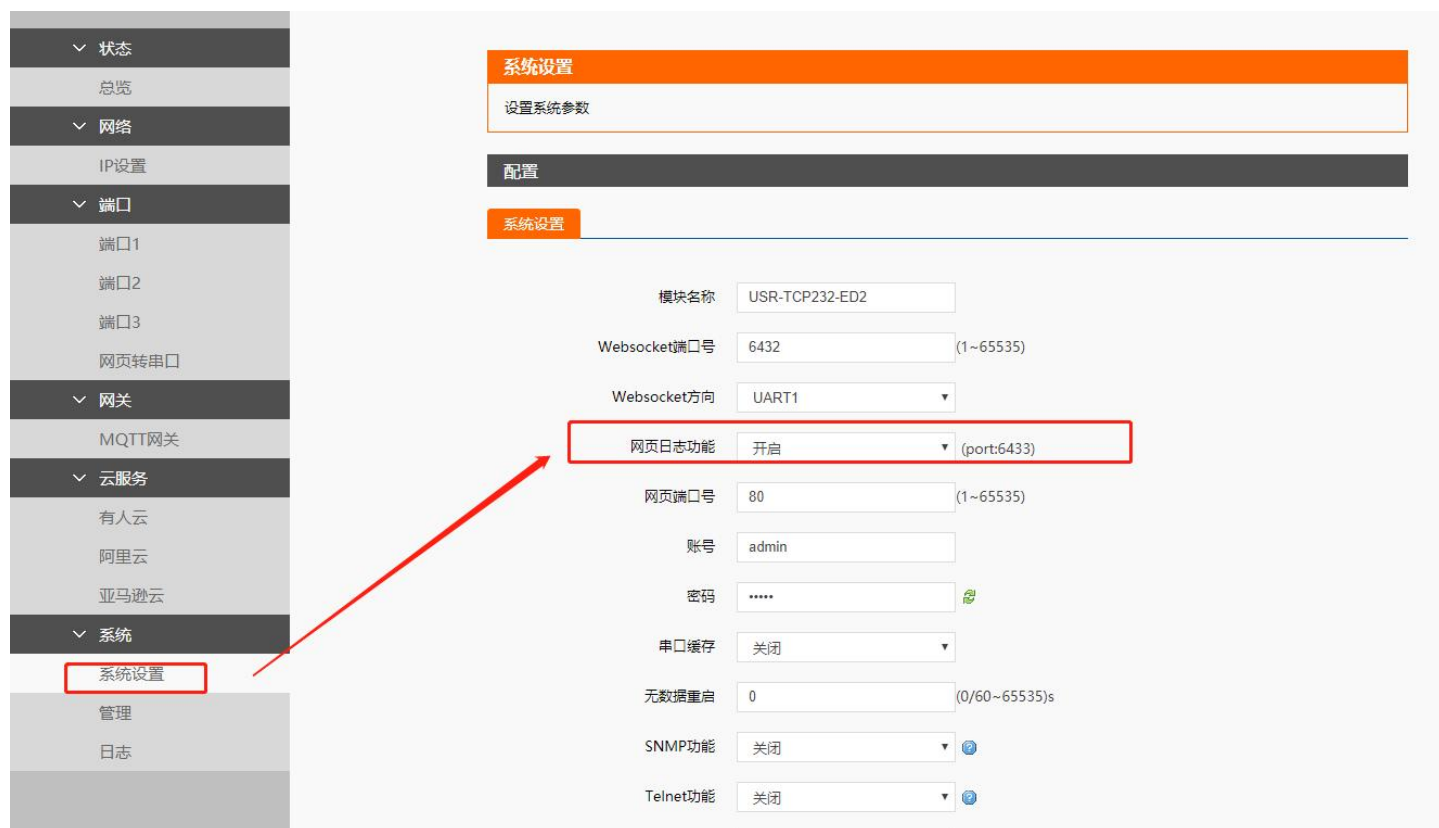 状态
总览
网络
IP设置
端口
端口1
端口2
端口3
网页转串口
网关
MQTT网关
云服务
有人云
阿里云
亚马逊云
系统
系统设置
管理
日志
系统设置
设置系统参数
配置
系统设置
模块名称 USR-TCP232-ED2
Websocket端口号 6432 (1~65535)
Websocket方向 UART1
网页日志功能 开启 (port:6433)
网页端口号 80 (1~65535)
账号 admin
密码 •••••
串口缓存 关闭
无数据重启 0 (0/60~65535)s
SNMP功能 关闭
Telnet功能 关闭